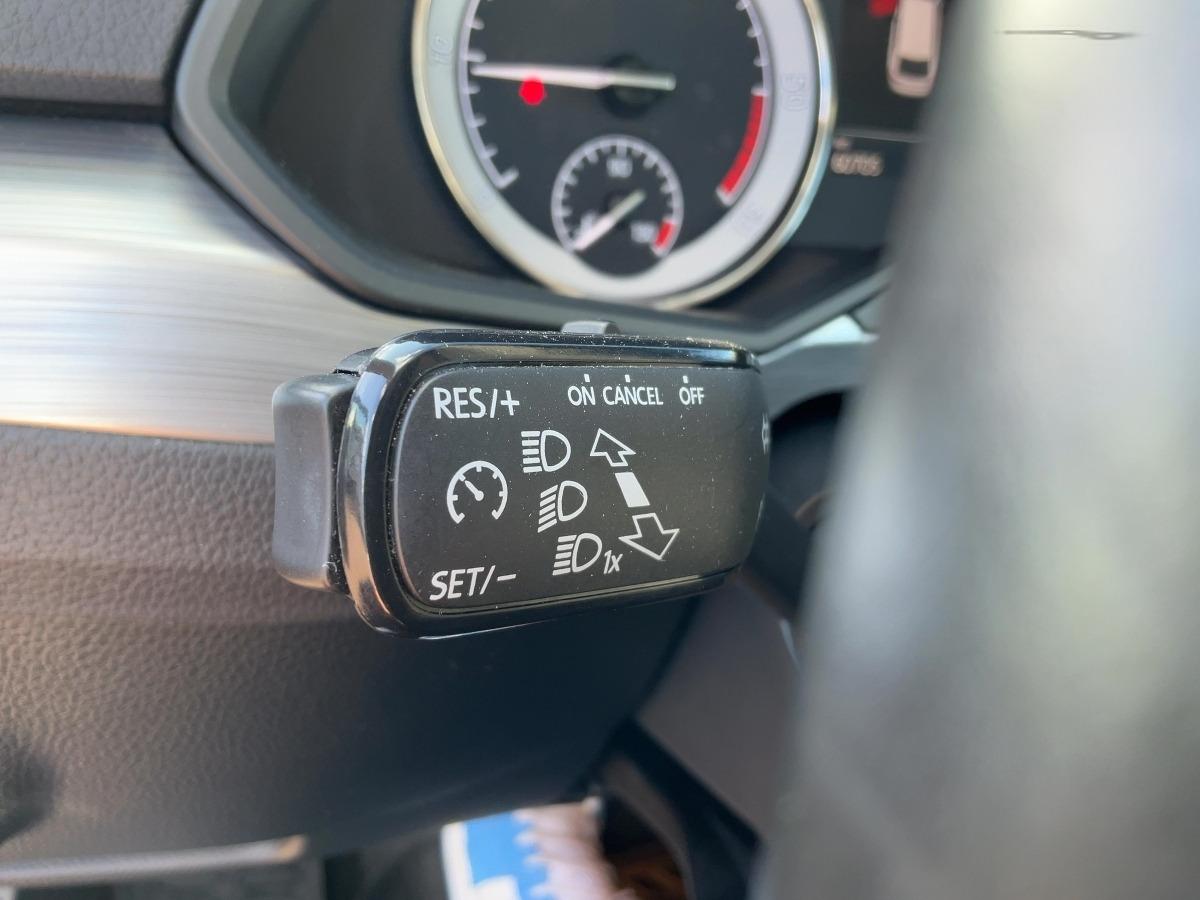 RES/+
ON CANCEL OFF
1x
SET/-